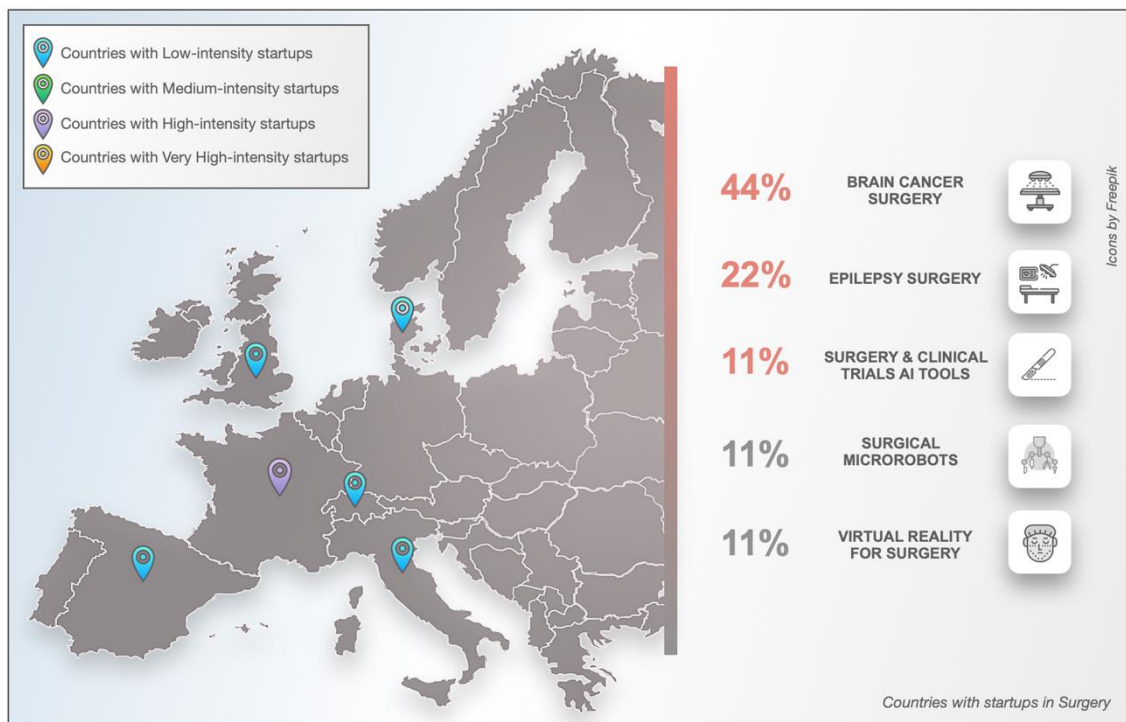 Countries with Low-intensity startups
Countries with Medium-intensity startups
Countries with High-intensity startups
Countries with Very High-intensity startups
44%
BRAIN CANCER
SURGERY
22%
EPILEPSY SURGERY
11%
SURGERY & CLINICAL
TRIALS AI TOOLS
11%
SURGICAL
MICROROBOTS
11%
VIRTUAL REALITY
FOR SURGERY
Icons by Freepik
Countries with startups in Surgery